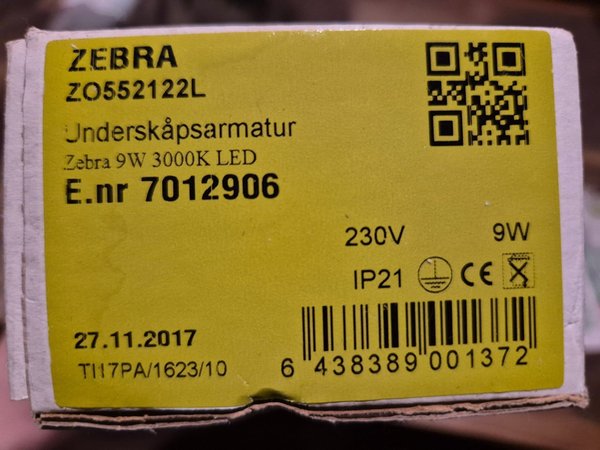 ZEBRA
ZO552122L
Underskåpsarmatur
Zebra 9W 3000K LED
E.nr 7012906
230V 9W
IP21 CE
27.11.2017
TI17PA/1623/10
6 438389 001372